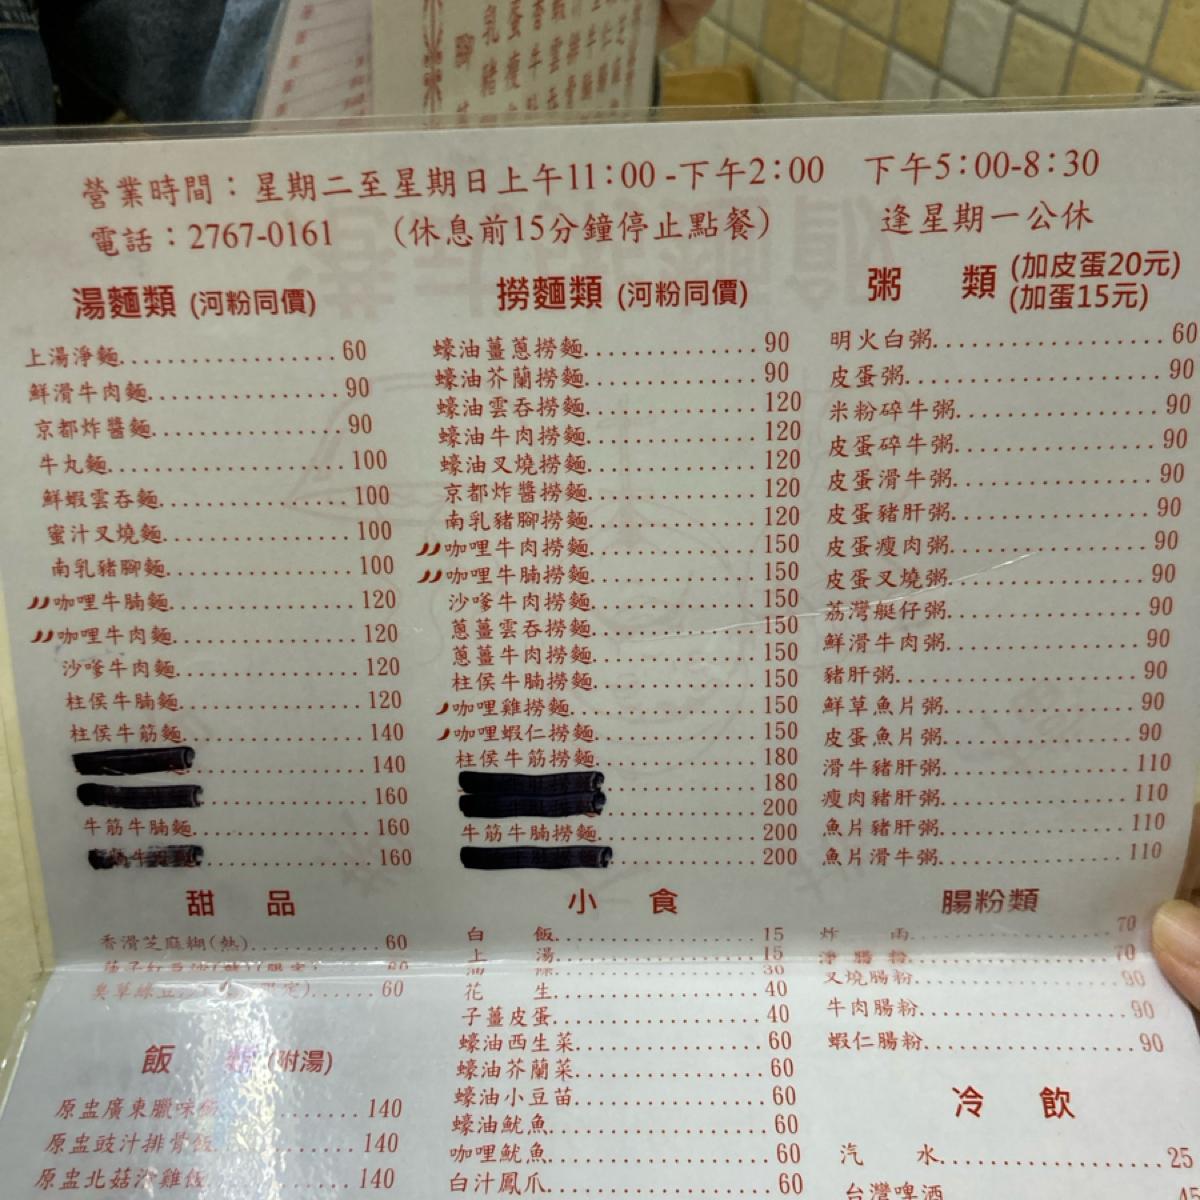 營業時間：星期二至星期日上午11:00-下午2:00　下午5:00-8:30
電話：2767-0161　（休息前15分鐘停止點餐）　逢星期一公休
湯麵類 (河粉同價)
上湯淨麵 60
鮮滑牛肉麵 90
京都炸醬麵 90
牛丸麵 100
鮮蝦雲吞麵 100
蜜汁叉燒麵 100
南乳豬腳麵 100
咖哩牛腩麵 120
咖哩牛肉麵 120
沙嗲牛肉麵 120
柱侯牛腩麵 120
柱侯牛筋麵 140
140
160
牛筋牛腩麵 160
160
撈麵類 (河粉同價)
蠔油薑蔥撈麵 90
蠔油芥蘭撈麵 90
蠔油雲吞撈麵 120
蠔油牛肉撈麵 120
蠔油叉燒撈麵 120
京都炸醬撈麵 120
南乳豬腳撈麵 120
咖哩牛肉撈麵 150
咖哩牛腩撈麵 150
沙嗲牛肉撈麵 150
蔥薑雲吞撈麵 150
蔥薑牛肉撈麵 150
柱侯牛腩撈麵 150
咖哩雞撈麵 150
咖哩蝦仁撈麵 150
柱侯牛筋撈麵 180
180
200
牛筋牛腩撈麵 200
200
粥　類 (加皮蛋20元)
(加蛋15元)
明火白粥 60
皮蛋粥 90
米粉碎牛粥 90
皮蛋碎牛粥 90
皮蛋滑牛粥 90
皮蛋豬肝粥 90
皮蛋瘦肉粥 90
皮蛋叉燒粥 90
荔灣艇仔粥 90
鮮滑牛肉粥 90
豬肝粥 90
鮮草魚片粥 90
皮蛋魚片粥 90
滑牛豬肝粥 110
瘦肉豬肝粥 110
魚片豬肝粥 110
魚片滑牛粥 110
甜　品
香滑芝麻糊(熱) 60
60
臭草綠豆 60
飯　類 (附湯)
原盅廣東臘味飯 140
原盅豉汁排骨飯 140
原盅北菇滑雞飯 140
小　食
白　飯 15
上　湯 15
油　條 30
花　生 40
子薑皮蛋 40
蠔油西生菜 60
蠔油芥蘭菜 60
蠔油小豆苗 60
蠔油魷魚 60
咖哩魷魚 60
白汁鳳爪 60
腸粉類
炸　兩 70
淨腸粉 70
叉燒腸粉 90
牛肉腸粉 90
蝦仁腸粉 90
冷　飲
汽　水 25
台灣啤酒